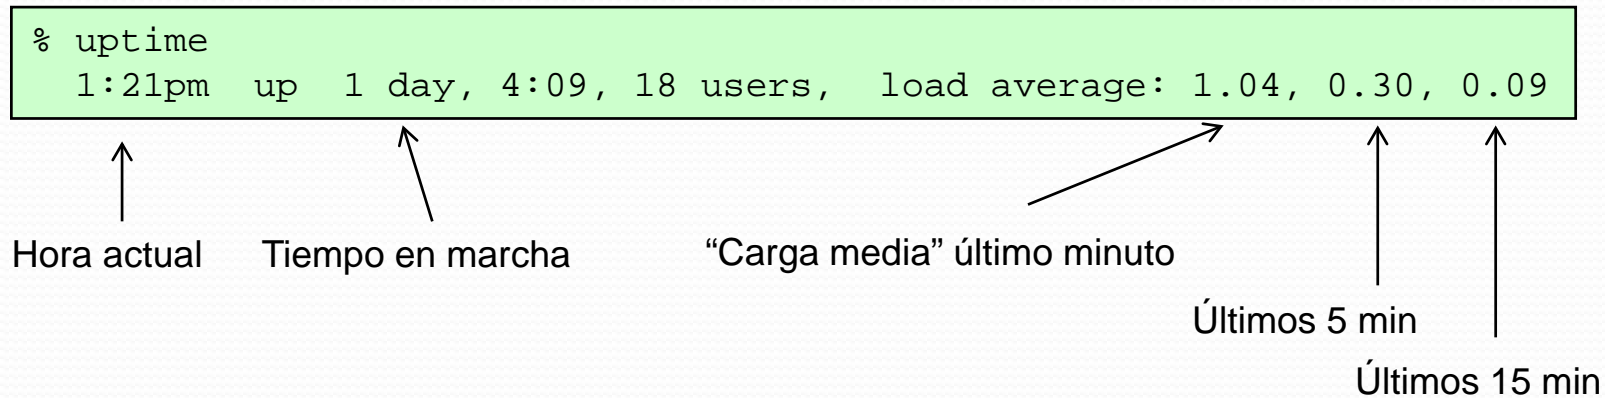 % uptime
1:21pm up 1 day, 4:09, 18 users, load average: 1.04, 0.30, 0.09
Hora actual
Tiempo en marcha
“Carga media” último minuto
Últimos 5 min
Últimos 15 min